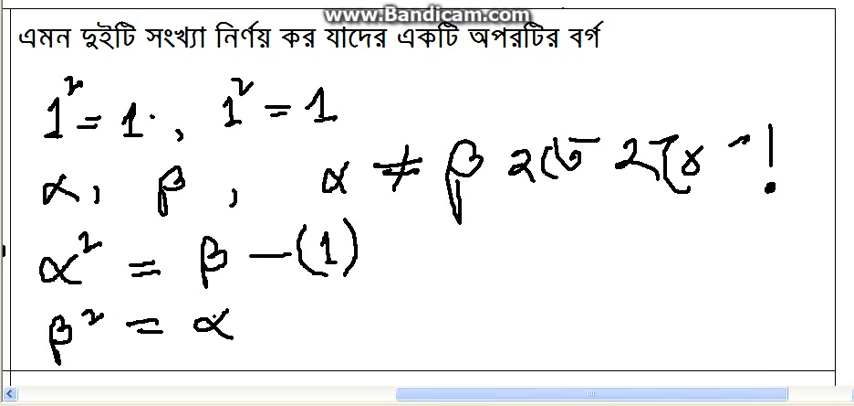 www.Bandicam.com
এমন দুইটি সংখ্যা নির্ণয় কর যাদের একটি অপরটির বর্গ
1² = 1 , 1² = 1
α, β , α ≠ β হতে হবে !
α² = β —(1)
β² = α